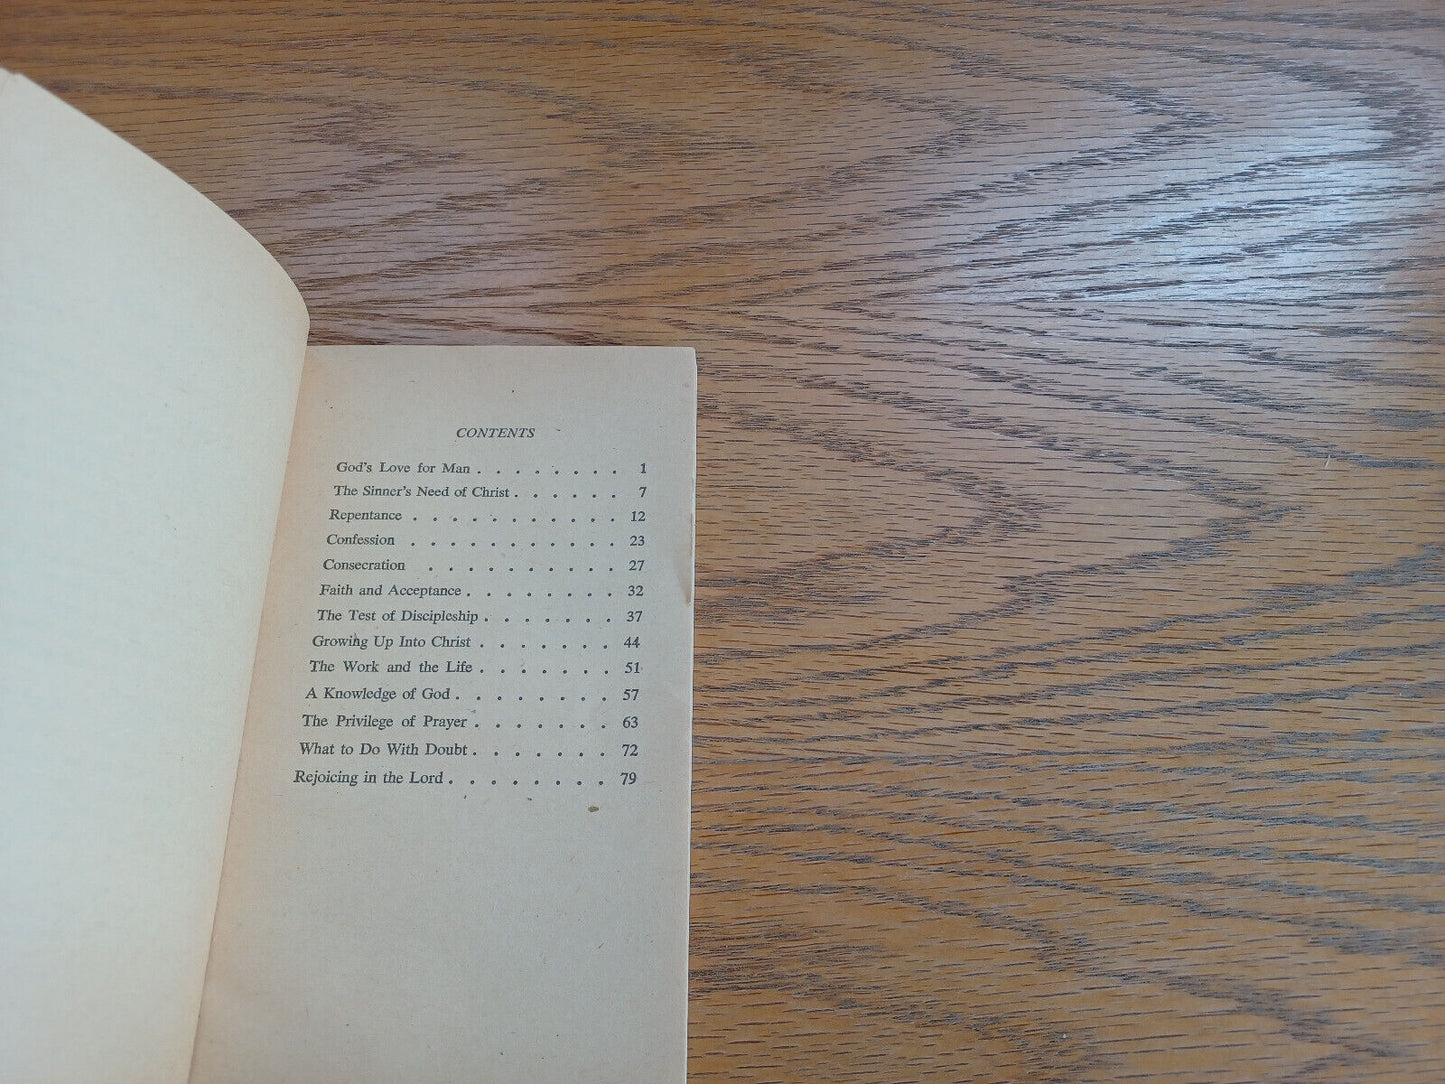 CONTENTS
God's Love for Man . . . . . . . . 1
The Sinner's Need of Christ . . . . . . 7
Repentance . . . . . . . . . . . 12
Confession . . . . . . . . . . . 23
Consecration . . . . . . . . . . 27
Faith and Acceptance . . . . . . . . 32
The Test of Discipleship . . . . . . . 37
Growing Up Into Christ . . . . . . . 44
The Work and the Life . . . . . . . 51
A Knowledge of God . . . . . . . . 57
The Privilege of Prayer . . . . . . . 63
What to Do With Doubt . . . . . . . 72
Rejoicing in the Lord . . . . . . . . 79